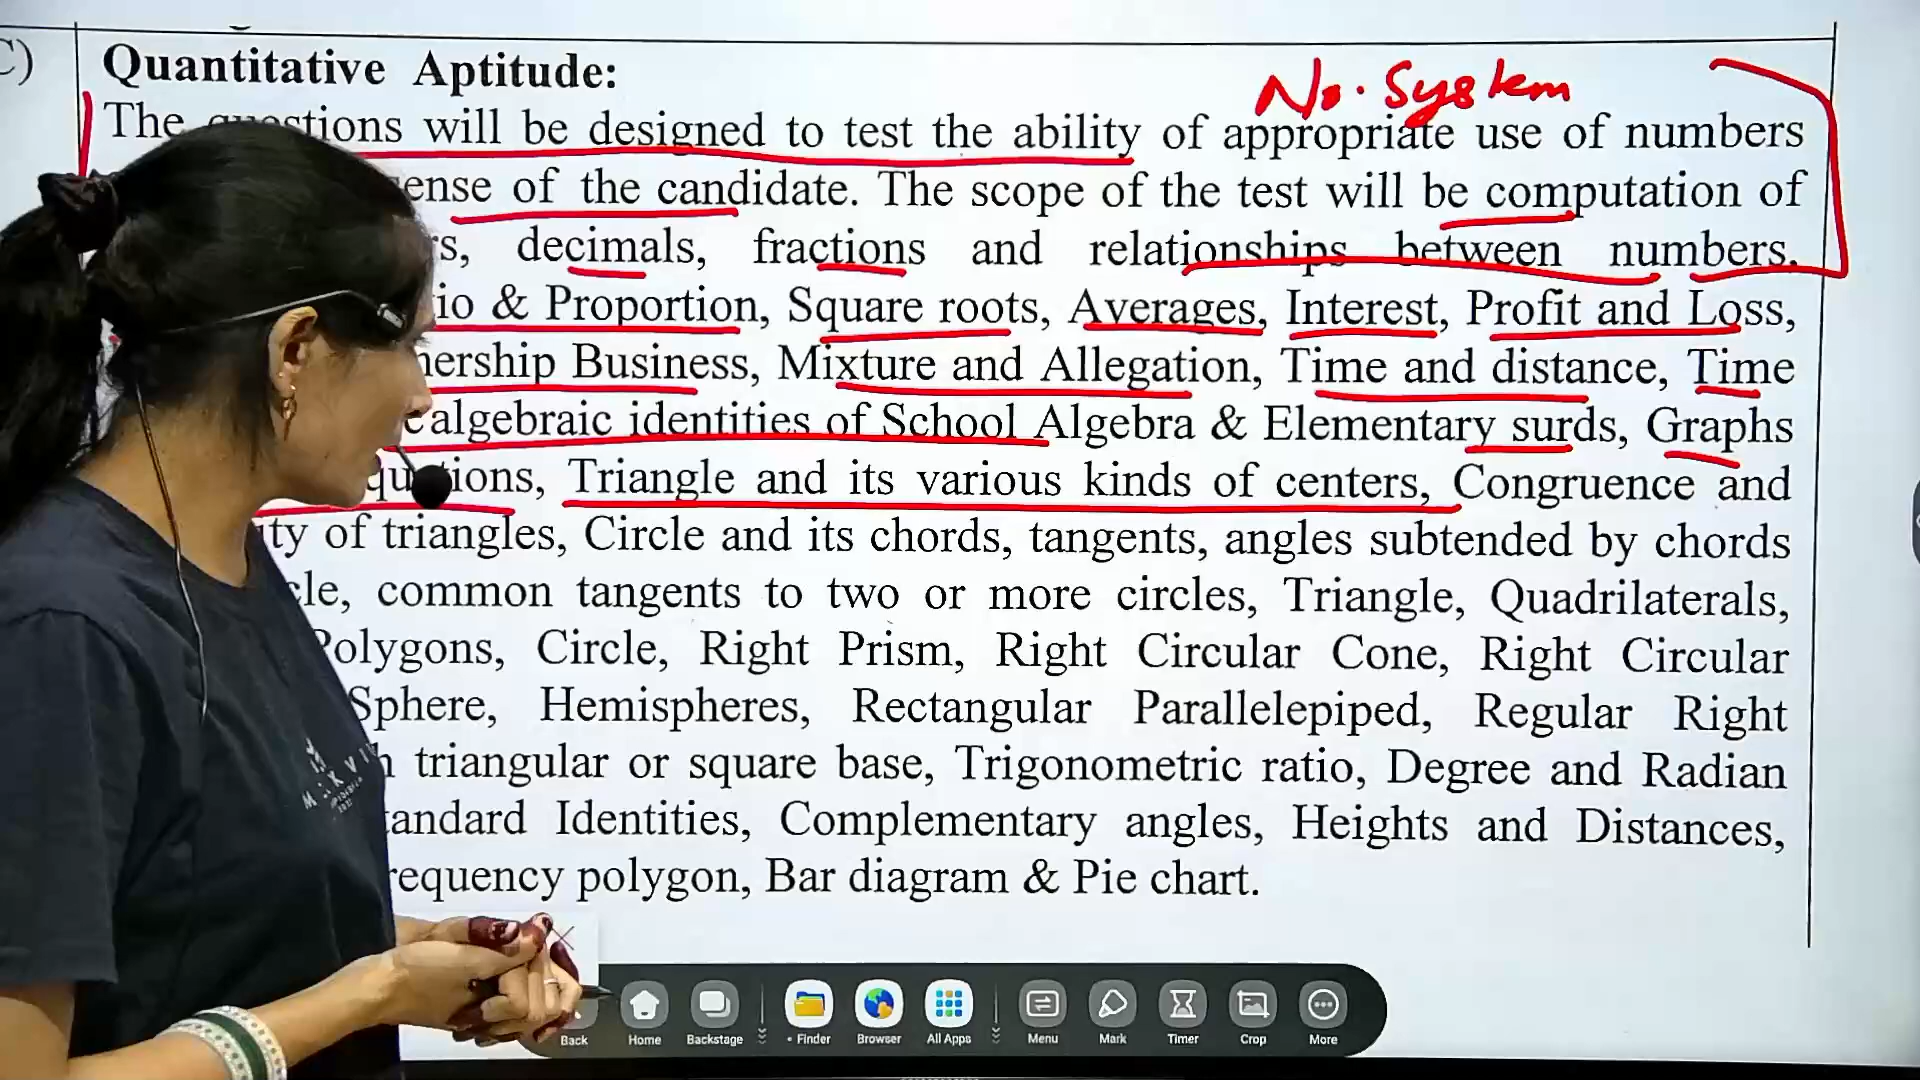 C)
Quantitative Aptitude:
No. System
The questions will be designed to test the ability of appropriate use of numbers
ense of the candidate. The scope of the test will be computation of
rs, decimals, fractions and relationships between numbers.
io & Proportion, Square roots, Averages, Interest, Profit and Loss,
nership Business, Mixture and Allegation, Time and distance, Time
algebraic identities of School Algebra & Elementary surds, Graphs
Triangle and its various kinds of centers, Congruence and
ity of triangles, Circle and its chords, tangents, angles subtended by chords
cle, common tangents to two or more circles, Triangle, Quadrilaterals,
Polygons, Circle, Right Prism, Right Circular Cone, Right Circular
Sphere, Hemispheres, Rectangular Parallelepiped, Regular Right
h triangular or square base, Trigonometric ratio, Degree and Radian
tandard Identities, Complementary angles, Heights and Distances,
requency polygon, Bar diagram & Pie chart.
Back Home Backstage Finder Browser All Apps Menu Mark Timer Crop More